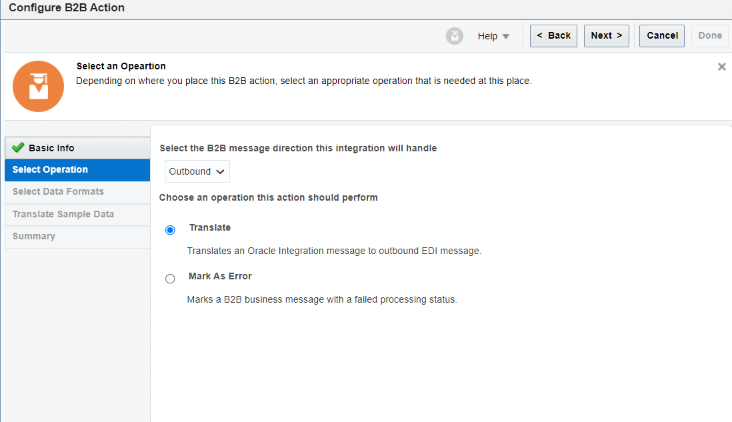 Configure B2B Action
Help
< Back
Next >
Cancel
Done
Select an Opeartion
Depending on where you place this B2B action, select an appropriate operation that is needed at this place.
Basic Info
Select Operation
Select Data Formats
Translate Sample Data
Summary
Select the B2B message direction this integration will handle
Outbound
Choose an operation this action should perform
Translate
Translates an Oracle Integration message to outbound EDI message.
Mark As Error
Marks a B2B business message with a failed processing status.